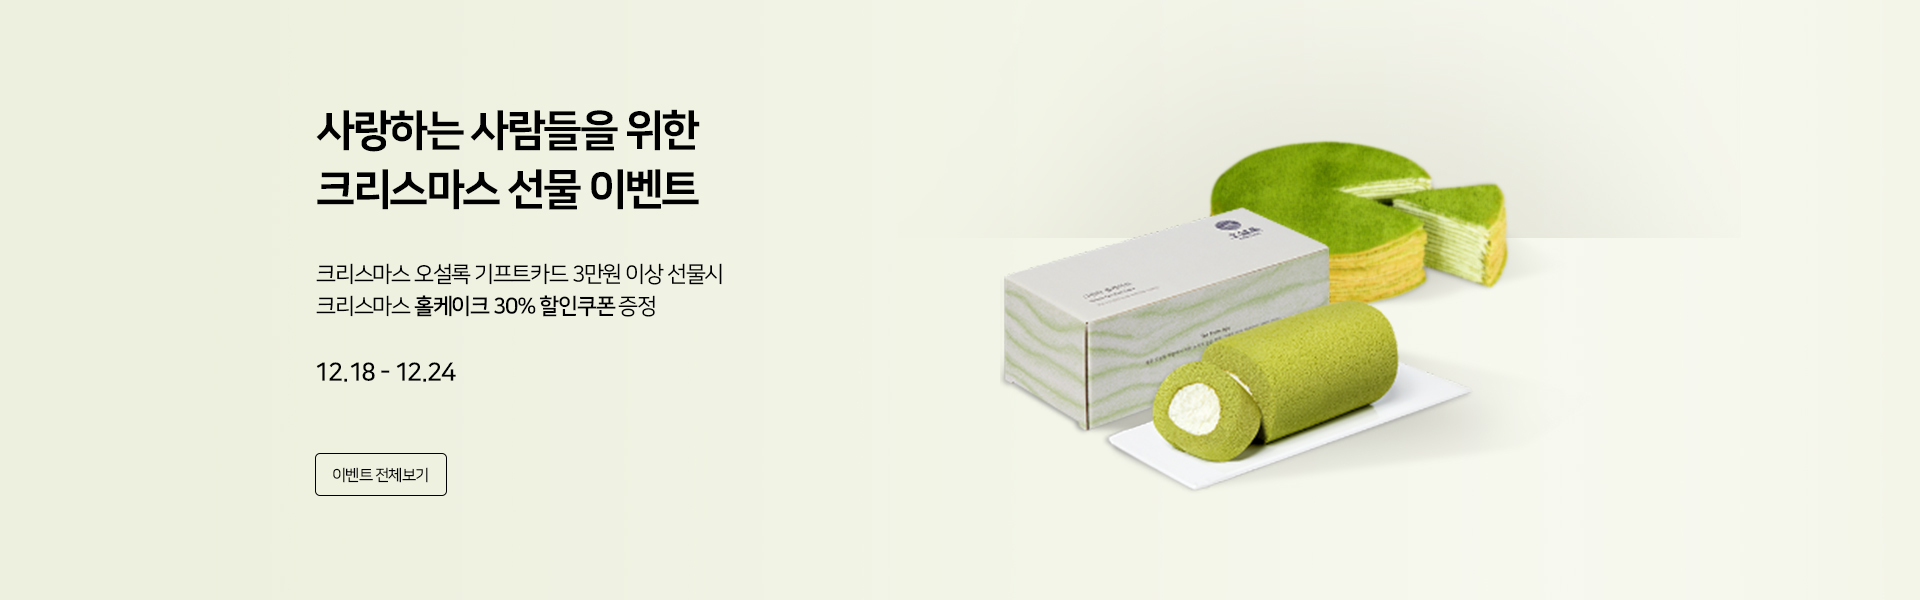 사랑하는 사람들을 위한
크리스마스 선물 이벤트
크리스마스 오설록 기프트카드 3만원 이상 선물시
크리스마스 홀케이크 30% 할인쿠폰 증정
12.18 - 12.24
이벤트 전체보기